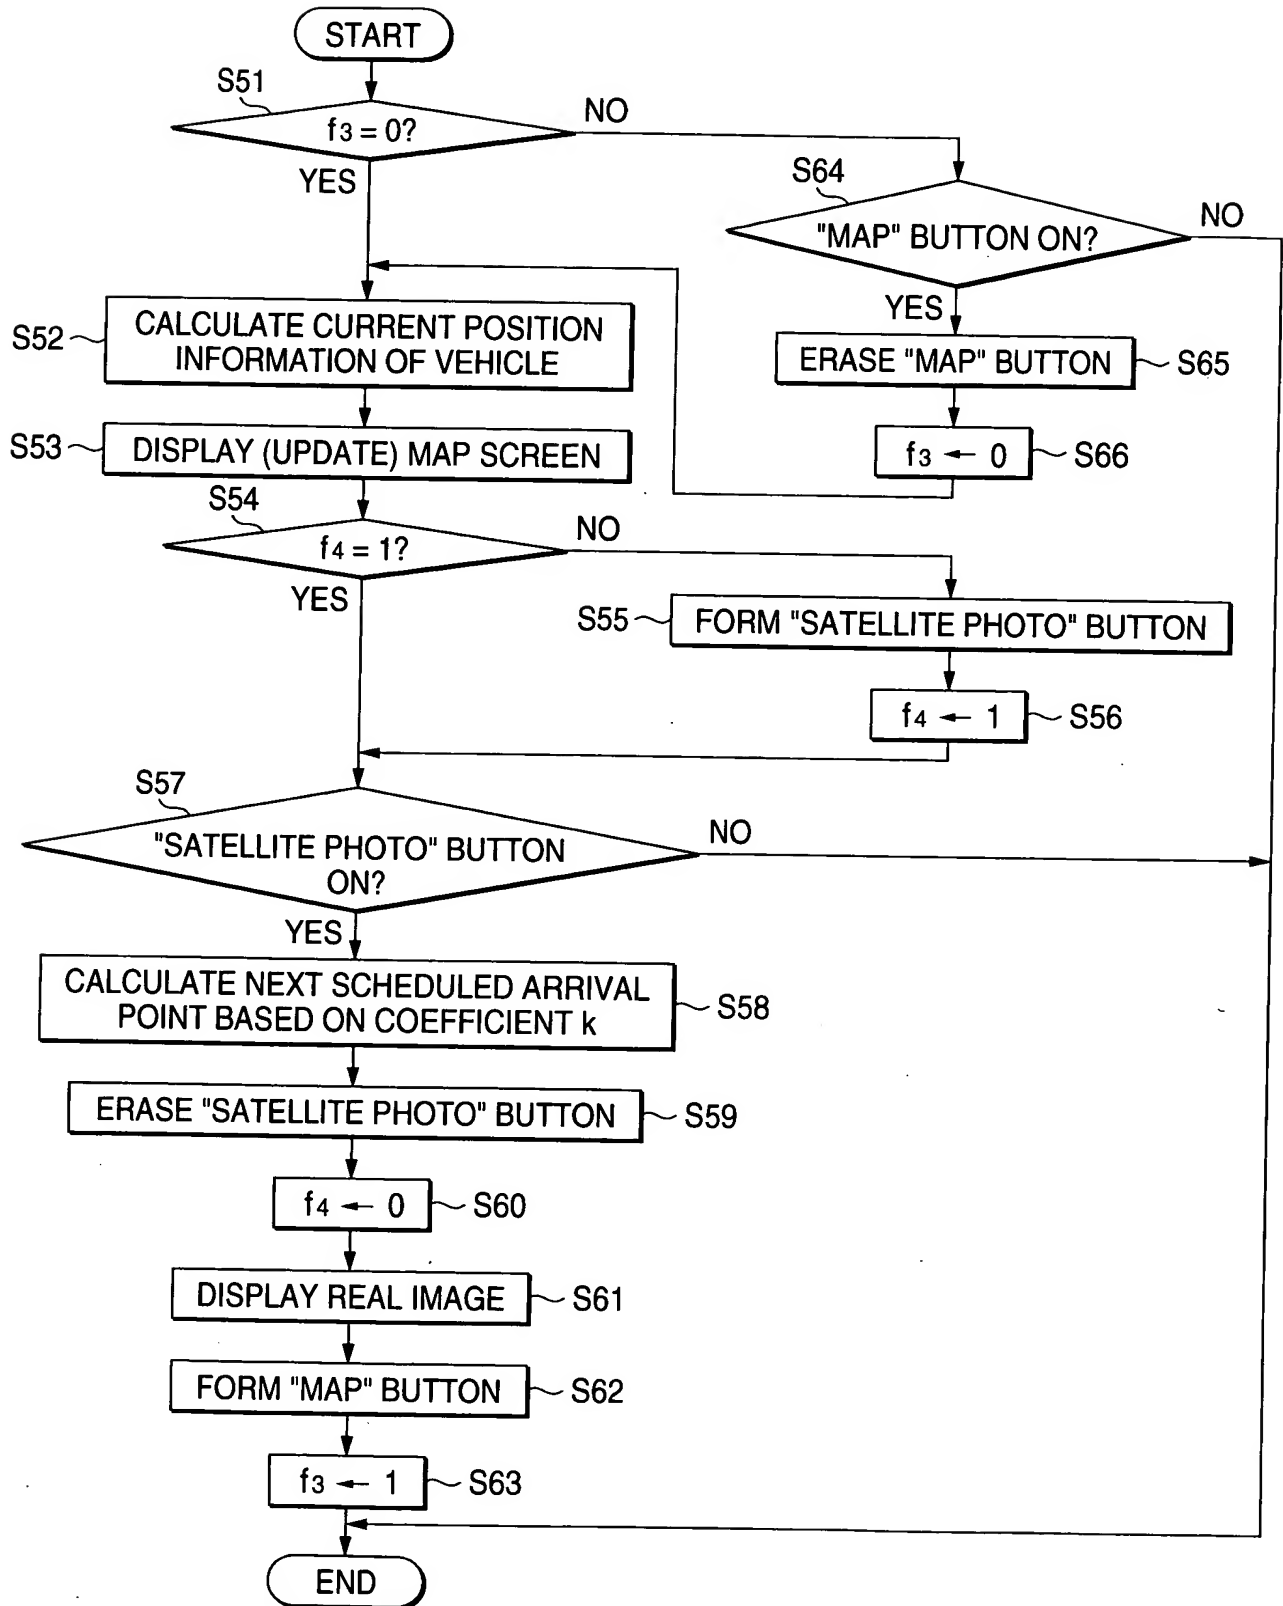 START
S51
f3 = 0?
NO
YES
S64
"MAP" BUTTON ON?
NO
YES
S52
CALCULATE CURRENT POSITION
INFORMATION OF VEHICLE
ERASE "MAP" BUTTON
S65
S53
DISPLAY (UPDATE) MAP SCREEN
f3 ← 0
S66
S54
f4 = 1?
NO
YES
S55
FORM "SATELLITE PHOTO" BUTTON
f4 ← 1
S56
S57
"SATELLITE PHOTO" BUTTON
ON?
NO
YES
CALCULATE NEXT SCHEDULED ARRIVAL
POINT BASED ON COEFFICIENT k
S58
ERASE "SATELLITE PHOTO" BUTTON
S59
f4 ← 0
S60
DISPLAY REAL IMAGE
S61
FORM "MAP" BUTTON
S62
f3 ← 1
S63
END